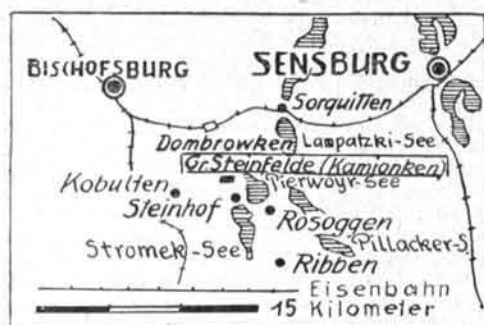 BISCHOFSBURG
SENSBURG
Sorquitten
Dombrowken
Lampatzki-See
Gr. Steinfelde (Kamionken)
Kobulten
Pierwoyr-See
Steinhof
Rosoggen
Stromek-See
Pillacker-S.
Ribben
Eisenbahn
15 Kilometer